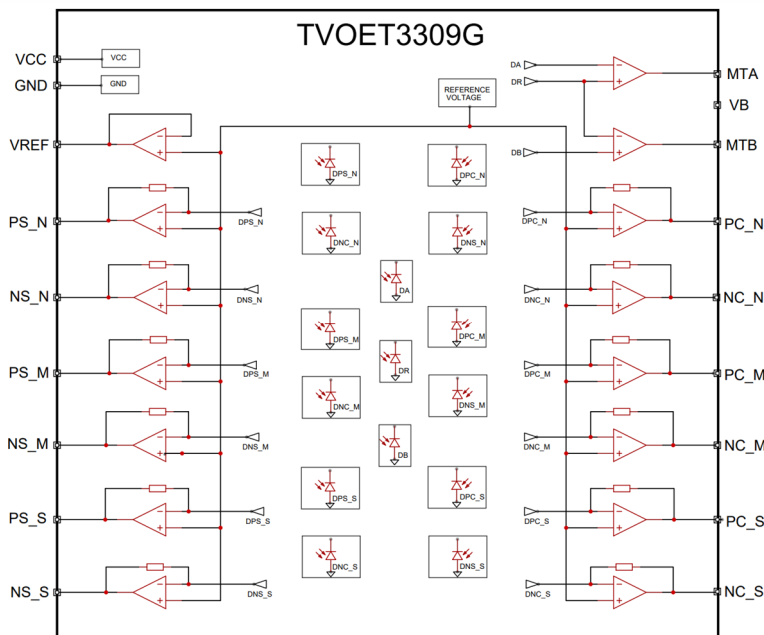 TVOET3309G
VCC
VCC
GND
GND
REFERENCE
VOLTAGE
DA
DR
MTA
VB
VREF
DB
MTB
DPS_N
DPC_N
PS_N
DPS_N
DNC_N
DNS_N
DPC_N
PC_N
NS_N
DNS_N
DA
DNC_N
NC_N
DPS_M
DPC_M
PS_M
DPS_M
DR
DPC_M
PC_M
DNC_M
DNS_M
NS_M
DNS_M
DB
DNC_M
NC_M
DPS_S
DPC_S
PS_S
DPS_S
DPC_S
PC_S
DNC_S
DNS_S
NS_S
DNS_S
DNC_S
NC_S